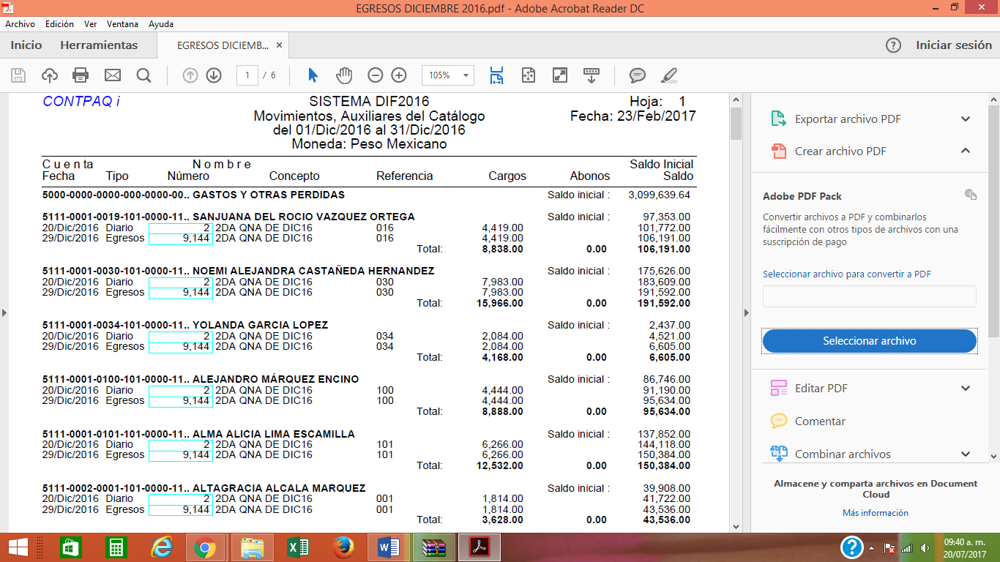 EGRESOS DICIEMBRE 2016.pdf - Adobe Acrobat Reader DC
Archivo Edición Ver Ventana Ayuda
Inicio Herramientas EGRESOS DICIEMB... × ? Iniciar sesión
1 / 6 105%
CONTPAQ i SISTEMA DIF2016 Hoja: 1
Movimientos, Auxiliares del Catálogo Fecha: 23/Feb/2017
del 01/Dic/2016 al 31/Dic/2016
Moneda: Peso Mexicano
C u e n ta N o m b r e Saldo Inicial
Fecha Tipo Número Concepto Referencia Cargos Abonos Saldo
5000-0000-0000-000-0000-00.. GASTOS Y OTRAS PERDIDAS Saldo inicial : 3,099,639.64
5111-0001-0019-101-0000-11.. SANJUANA DEL ROCIO VAZQUEZ ORTEGA Saldo inicial : 97,353.00
20/Dic/2016 Diario 2 2DA QNA DE DIC16 016 4,419.00 101,772.00
29/Dic/2016 Egresos 9,144 2DA QNA DE DIC16 016 4,419.00 106,191.00
Total: 8,838.00 0.00 106,191.00
5111-0001-0030-101-0000-11.. NOEMI ALEJANDRA CASTAÑEDA HERNANDEZ Saldo inicial : 175,626.00
20/Dic/2016 Diario 2 2DA QNA DE DIC16 030 7,983.00 183,609.00
29/Dic/2016 Egresos 9,144 2DA QNA DE DIC16 030 7,983.00 191,592.00
Total: 15,966.00 0.00 191,592.00
5111-0001-0034-101-0000-11.. YOLANDA GARCIA LOPEZ Saldo inicial : 2,437.00
20/Dic/2016 Diario 2 2DA QNA DE DIC16 034 2,084.00 4,521.00
29/Dic/2016 Egresos 9,144 2DA QNA DE DIC16 034 2,084.00 6,605.00
Total: 4,168.00 0.00 6,605.00
5111-0001-0100-101-0000-11.. ALEJANDRO MÁRQUEZ ENCINO Saldo inicial : 86,746.00
20/Dic/2016 Diario 2 2DA QNA DE DIC16 100 4,444.00 91,190.00
29/Dic/2016 Egresos 9,144 2DA QNA DE DIC16 100 4,444.00 95,634.00
Total: 8,888.00 0.00 95,634.00
5111-0001-0101-101-0000-11.. ALMA ALICIA LIMA ESCAMILLA Saldo inicial : 137,852.00
20/Dic/2016 Diario 2 2DA QNA DE DIC16 101 6,266.00 144,118.00
29/Dic/2016 Egresos 9,144 2DA QNA DE DIC16 101 6,266.00 150,384.00
Total: 12,532.00 0.00 150,384.00
5111-0002-0001-101-0000-11.. ALTAGRACIA ALCALA MARQUEZ Saldo inicial : 39,908.00
20/Dic/2016 Diario 2 2DA QNA DE DIC16 001 1,814.00 41,722.00
29/Dic/2016 Egresos 9,144 2DA QNA DE DIC16 001 1,814.00 43,536.00
Total: 3,628.00 0.00 43,536.00
Exportar archivo PDF
Crear archivo PDF
Adobe PDF Pack
Convertir archivos a PDF y combinarlos
fácilmente con otros tipos de archivos con una
suscripción de pago
Seleccionar archivo para convertir a PDF
Seleccionar archivo
Editar PDF
Comentar
Combinar archivos
Almacene y comparta archivos en Document
Cloud
Más información
09:40 a. m.
20/07/2017